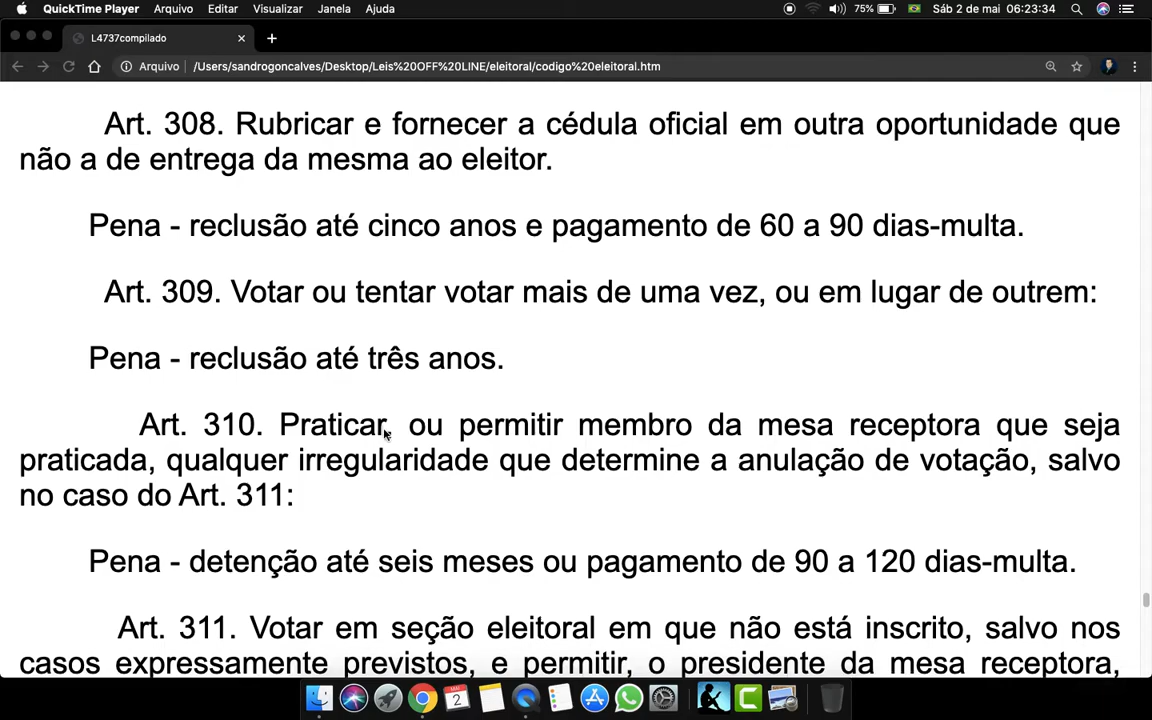 QuickTime Player Arquivo Editar Visualizar Janela Ajuda 75% Sáb 2 de mai 06:23:34
L4737compilado
Arquivo /Users/sandrogoncalves/Desktop/Leis%20OFF%20LINE/eleitoral/codigo%20eleitoral.htm
Art. 308. Rubricar e fornecer a cédula oficial em outra oportunidade que
não a de entrega da mesma ao eleitor.
Pena - reclusão até cinco anos e pagamento de 60 a 90 dias-multa.
Art. 309. Votar ou tentar votar mais de uma vez, ou em lugar de outrem:
Pena - reclusão até três anos.
Art. 310. Praticar, ou permitir membro da mesa receptora que seja
praticada, qualquer irregularidade que determine a anulação de votação, salvo
no caso do Art. 311:
Pena - detenção até seis meses ou pagamento de 90 a 120 dias-multa.
Art. 311. Votar em seção eleitoral em que não está inscrito, salvo nos
casos expressamente previstos, e permitir, o presidente da mesa receptora,
MAI
2